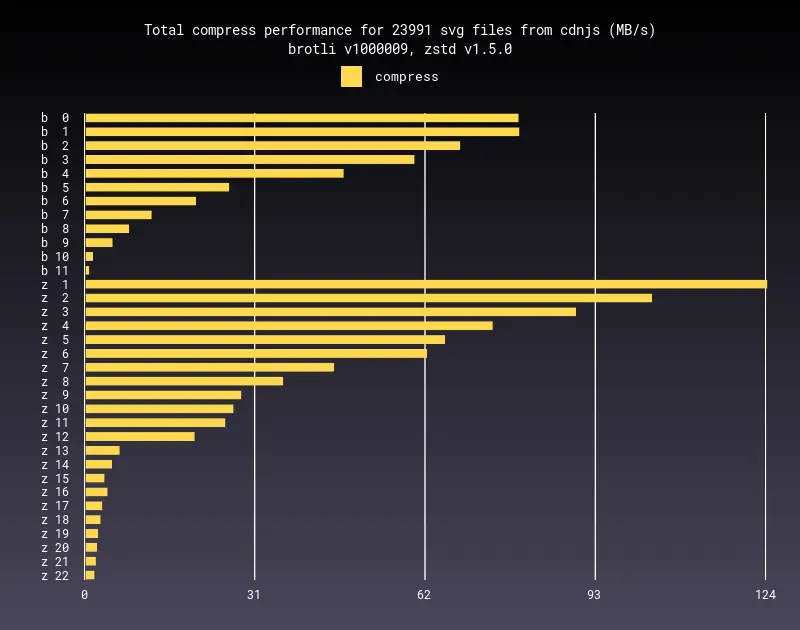 Total compress performance for 23991 svg files from cdnjs (MB/s)
brotli v1000009, zstd v1.5.0
compress
b 0
b 1
b 2
b 3
b 4
b 5
b 6
b 7
b 8
b 9
b 10
b 11
z 1
z 2
z 3
z 4
z 5
z 6
z 7
z 8
z 9
z 10
z 11
z 12
z 13
z 14
z 15
z 16
z 17
z 18
z 19
z 20
z 21
z 22
0 31 62 93 124